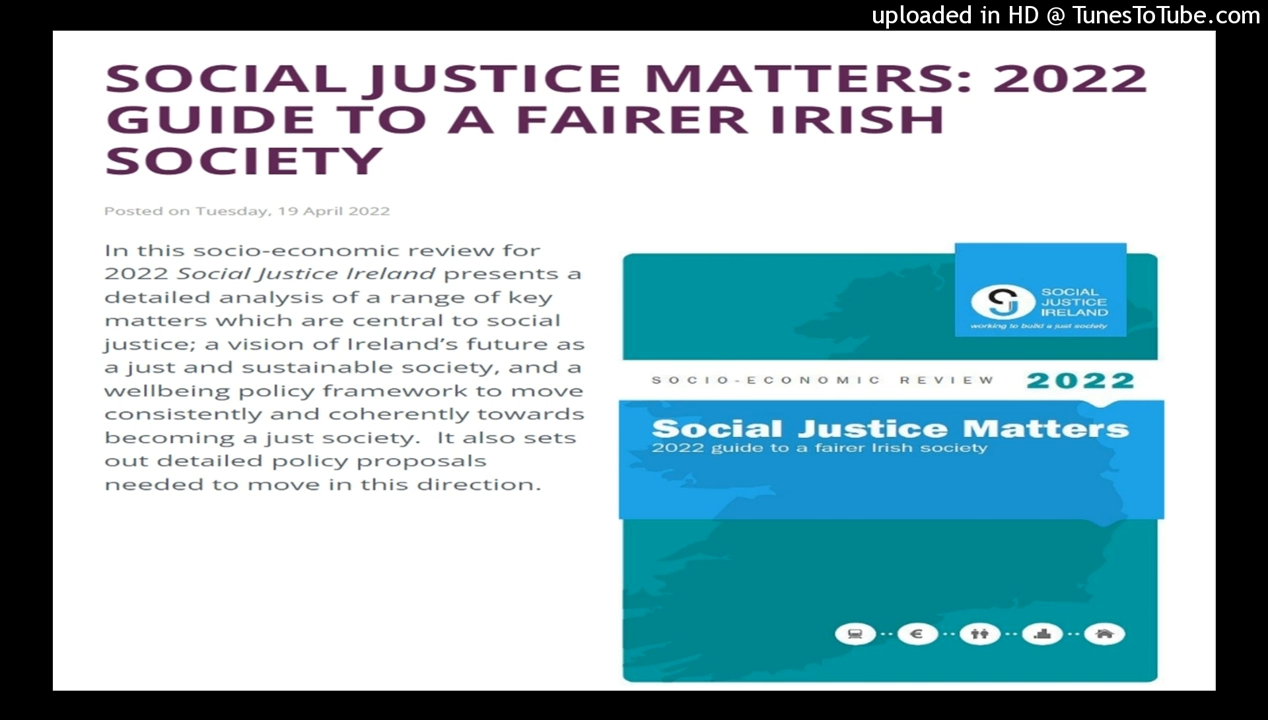 uploaded in HD @ TunesToTube.com
SOCIAL JUSTICE MATTERS: 2022
GUIDE TO A FAIRER IRISH
SOCIETY
Posted on Tuesday, 19 April 2022
In this socio-economic review for
2022 Social Justice Ireland presents a
detailed analysis of a range of key
matters which are central to social
justice; a vision of Ireland’s future as
a just and sustainable society, and a
wellbeing policy framework to move
consistently and coherently towards
becoming a just society. It also sets
out detailed policy proposals
needed to move in this direction.
SOCIAL
JUSTICE
IRELAND
working to build a just society
SOCIO-ECONOMIC REVIEW 2022
Social Justice Matters
2022 guide to a fairer Irish society
€